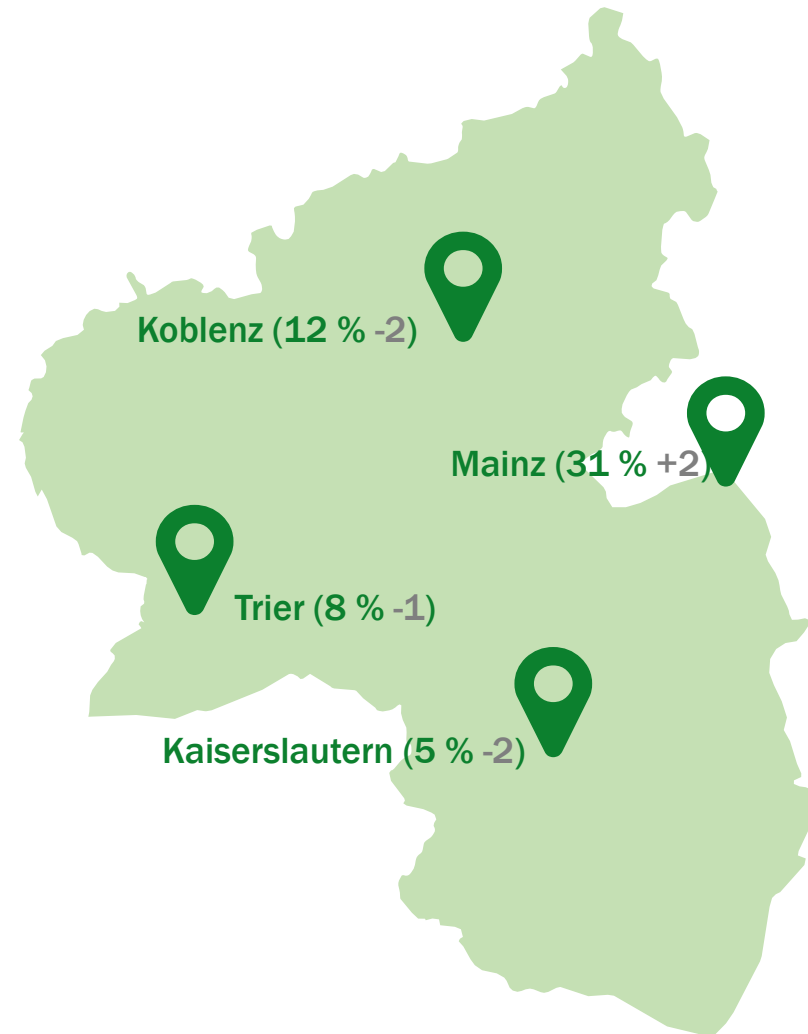 Koblenz (12 % -2)
Mainz (31 % +2)
Trier (8 % -1)
Kaiserslautern (5 % -2)